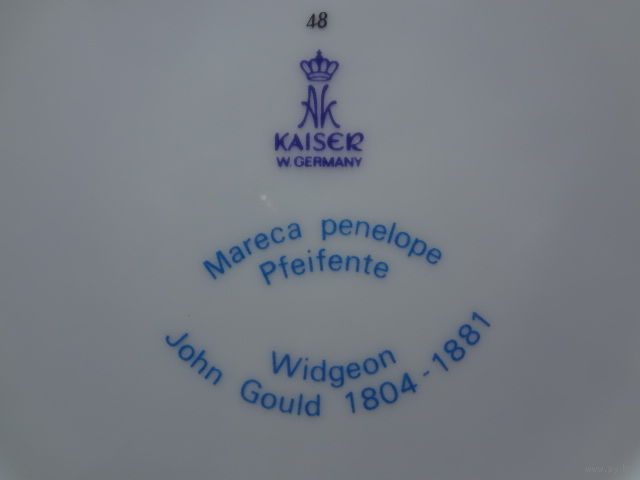 48
AK
KAISER
W. GERMANY
Mareca penelope
Pfeifente
Widgeon
John Gould 1804-1881